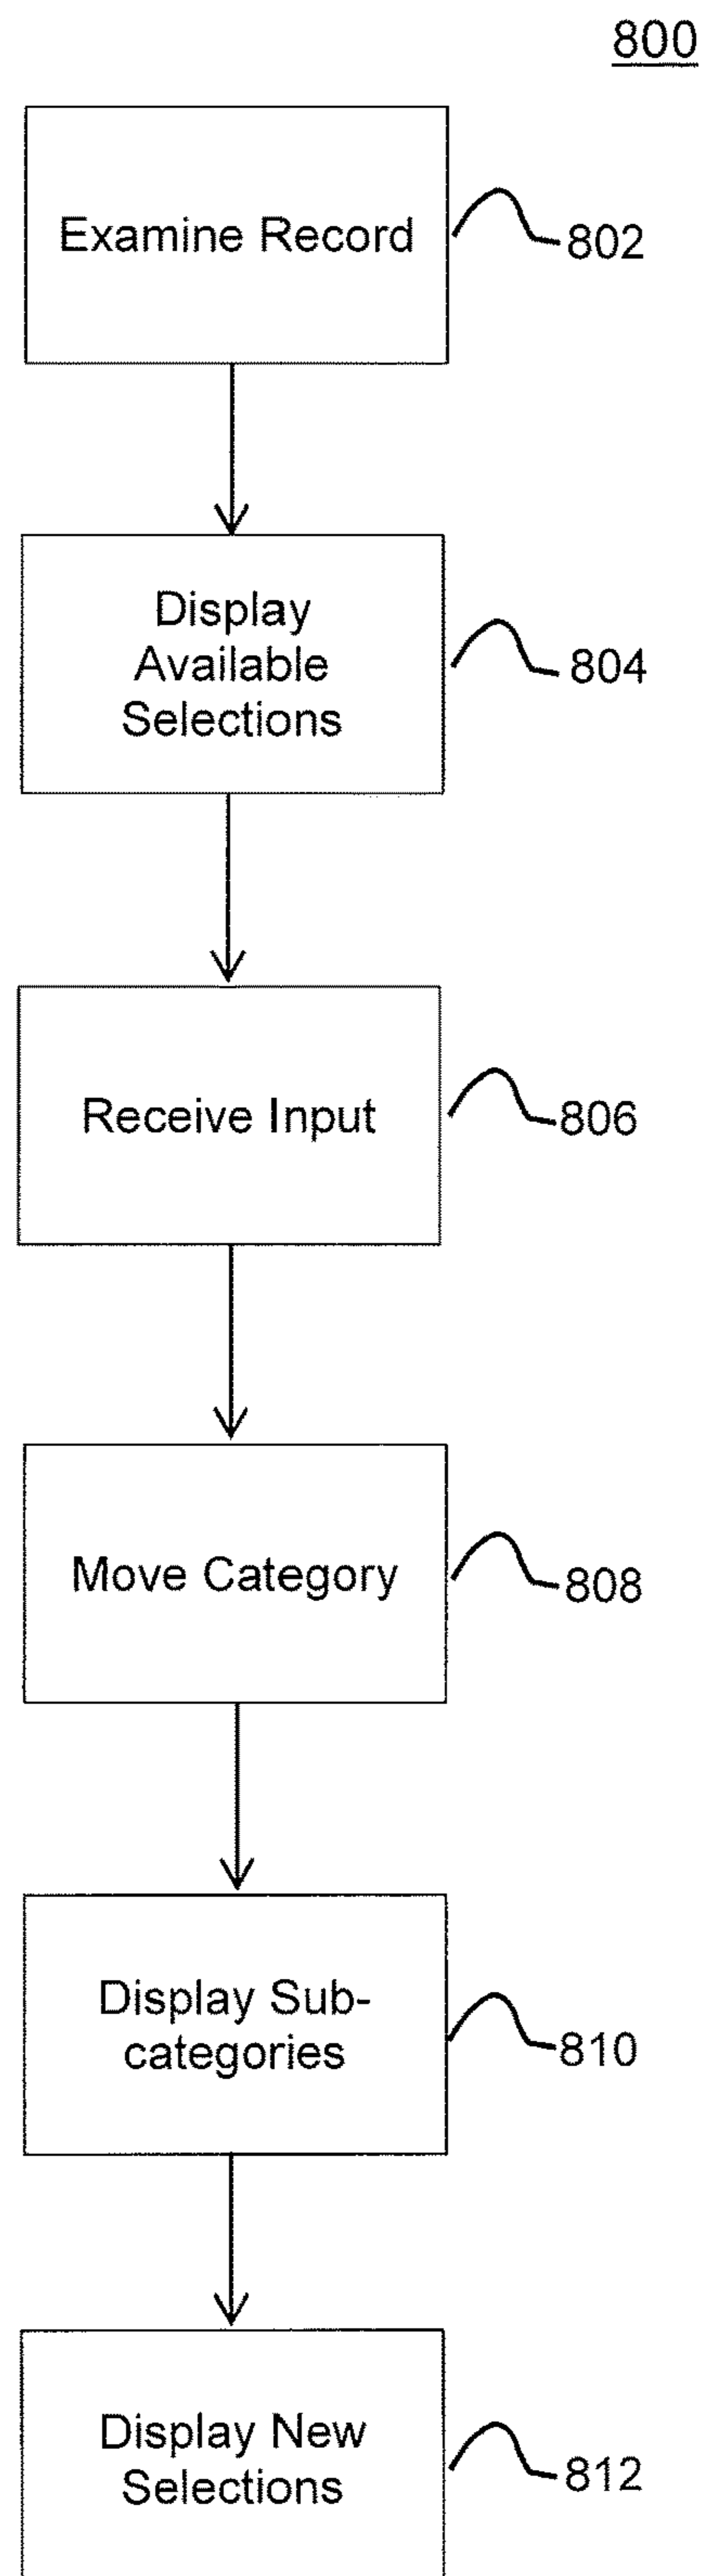 800
Examine Record
802
Display
Available
Selections
804
Receive Input
806
Move Category
808
Display Sub-
categories
810
Display New
Selections
812